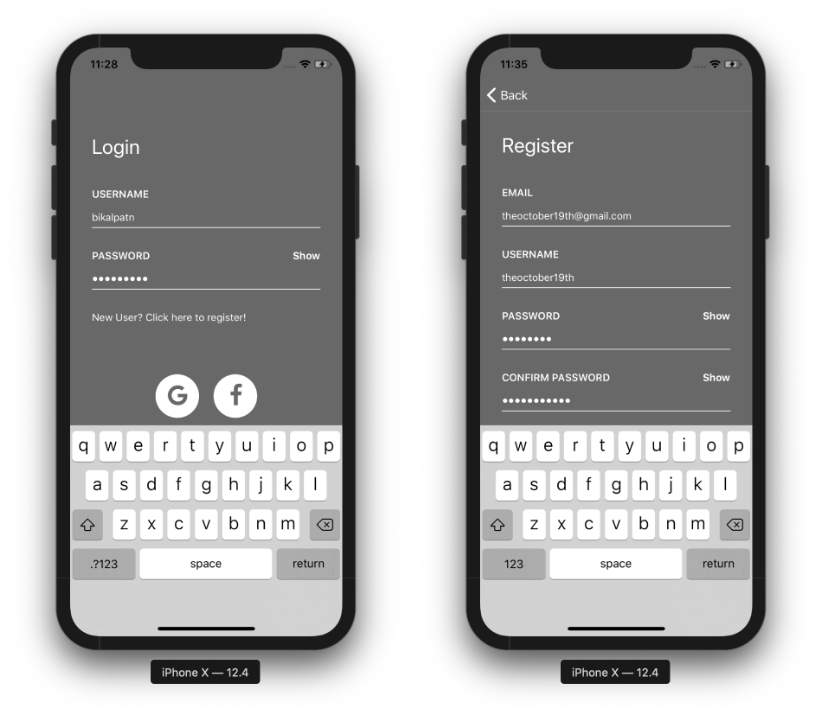 11:28
Login
USERNAME
bikalpatn
PASSWORD Show
•••••••••
New User? Click here to register!
G f
q w e r t y u i o p
a s d f g h j k l
z x c v b n m
.?123 space return
iPhone X — 12.4
11:35
Back
Register
EMAIL
theoctober19th@gmail.com
USERNAME
theoctober19th
PASSWORD Show
••••••••
CONFIRM PASSWORD Show
•••••••••••
q w e r t y u i o p
a s d f g h j k l
z x c v b n m
123 space return
iPhone X — 12.4